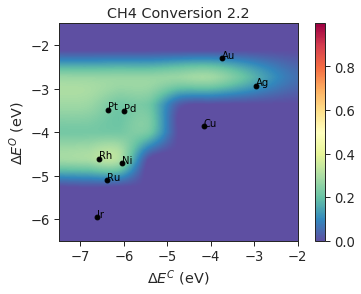 CH4 Conversion 2.2
ΔE^O (eV)
−2
−3
−4
−5
−6
Au
Ag
Pt
Pd
Cu
Rh
Ni
Ru
Ir
−7
−6
−5
−4
−3
−2
ΔE^C (eV)
0.8
0.6
0.4
0.2
0.0